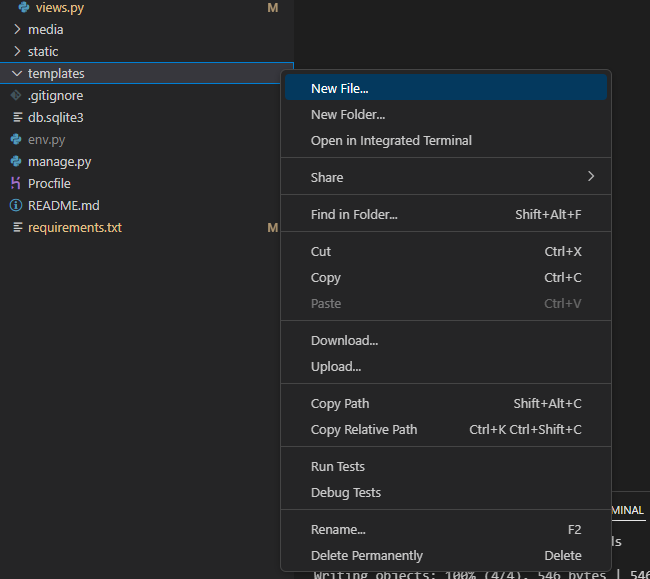 views.py M
media
static
templates
.gitignore
db.sqlite3
env.py
manage.py
Procfile
README.md
requirements.txt M
New File...
New Folder...
Open in Integrated Terminal
Share
Find in Folder... Shift+Alt+F
Cut Ctrl+X
Copy Ctrl+C
Paste Ctrl+V
Download...
Upload...
Copy Path Shift+Alt+C
Copy Relative Path Ctrl+K Ctrl+Shift+C
Run Tests
Debug Tests
Rename... F2
Delete Permanently Delete
MINAL
ls
Writing objects: 100% (4/4), 546 bytes | 546